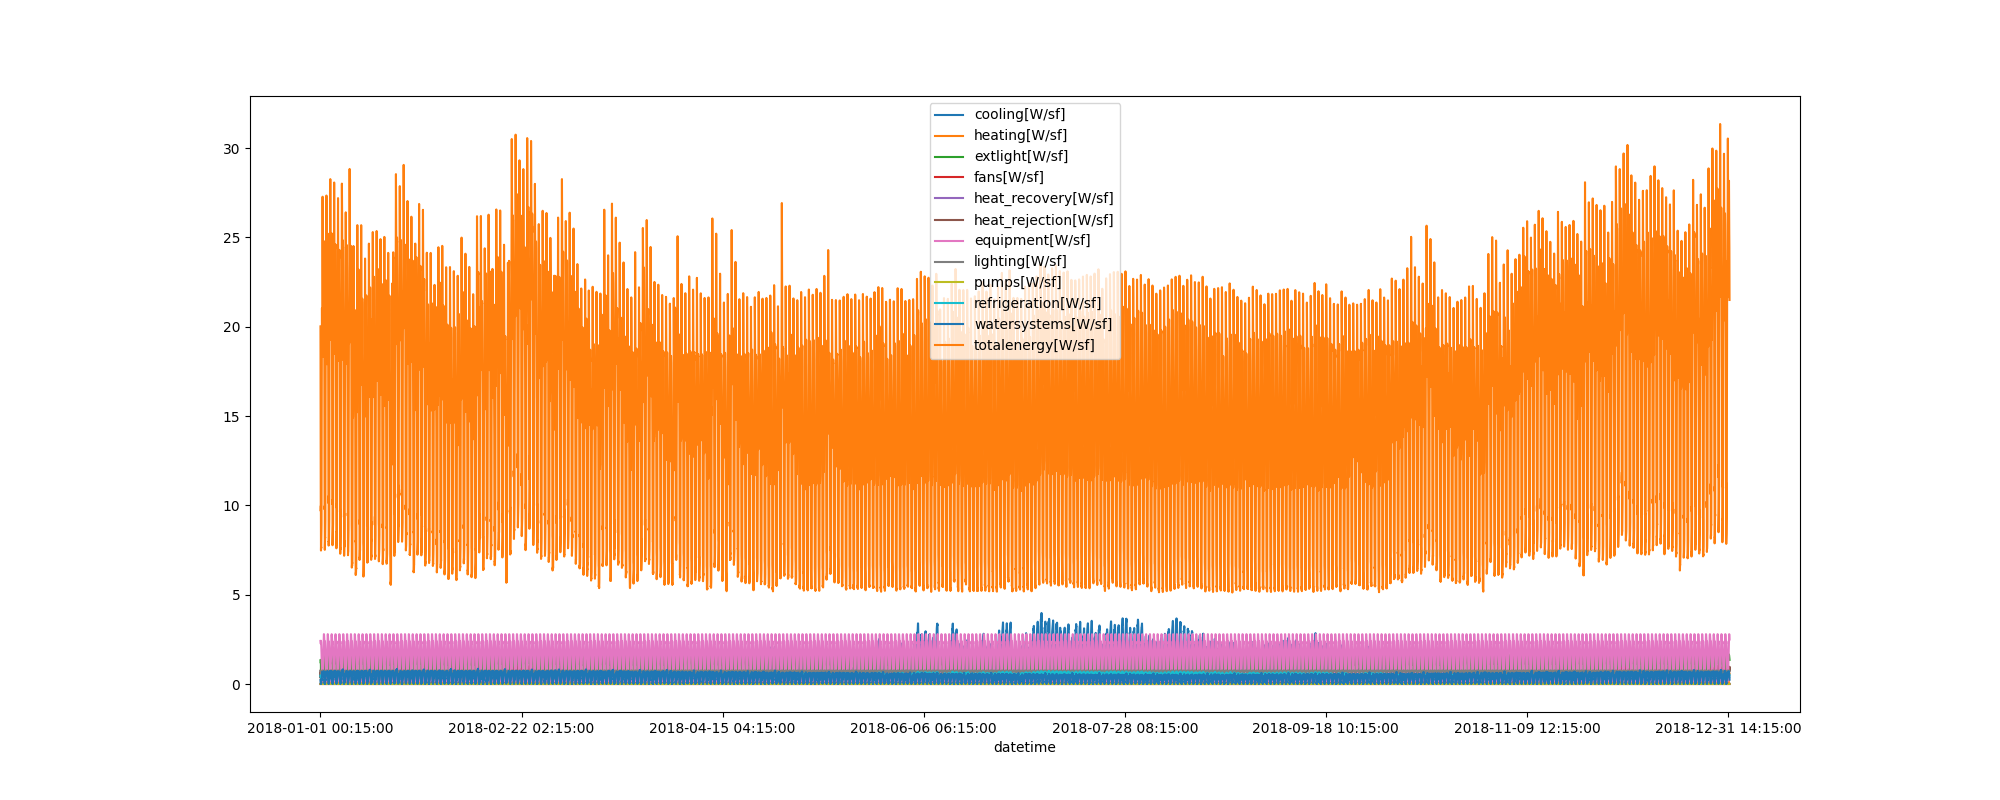 cooling[W/sf]
heating[W/sf]
extlight[W/sf]
fans[W/sf]
heat_recovery[W/sf]
heat_rejection[W/sf]
equipment[W/sf]
lighting[W/sf]
pumps[W/sf]
refrigeration[W/sf]
watersystems[W/sf]
totalenergy[W/sf]
30
25
20
15
10
5
0
2018-01-01 00:15:00 2018-02-22 02:15:00 2018-04-15 04:15:00 2018-06-06 06:15:00 2018-07-28 08:15:00 2018-09-18 10:15:00 2018-11-09 12:15:00 2018-12-31 14:15:00
datetime